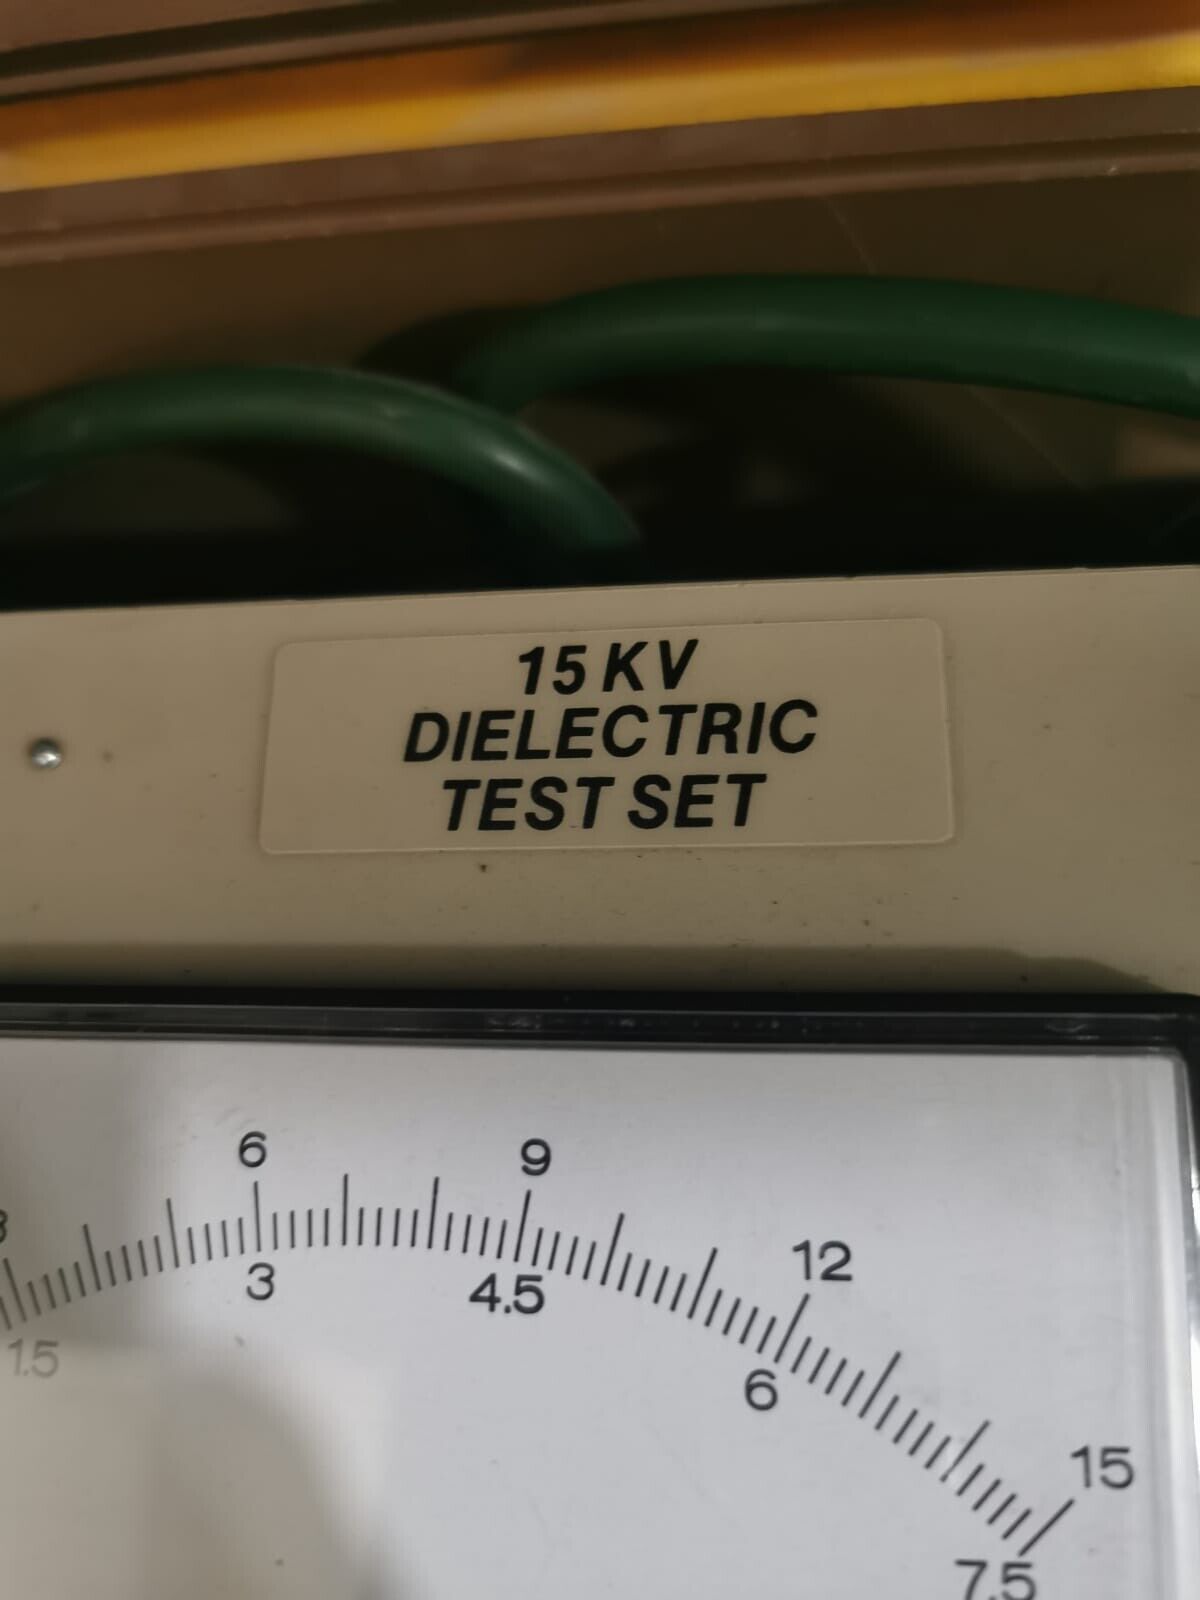 15 KV
DIELECTRIC
TEST SET
6 9 12 15
1.5 3 4.5 6 7.5